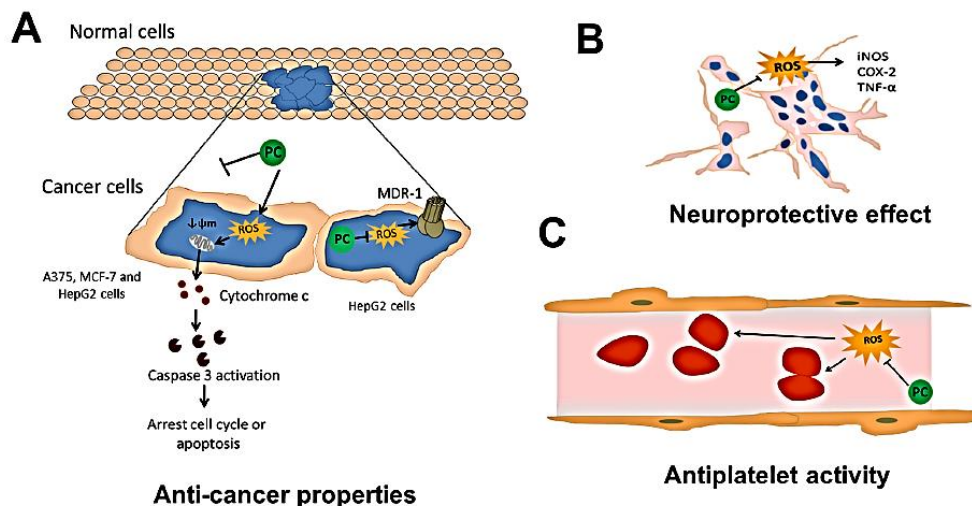 A
Normal cells
PC
Cancer cells
MDR-1
↓ψm
ROS
PC
ROS
A375, MCF-7 and
HepG2 cells
Cytochrome c
HepG2 cells
Caspase 3 activation
Arrest cell cycle or
apoptosis
Anti-cancer properties
B
ROS
iNOS
COX-2
TNF-α
PC
Neuroprotective effect
C
ROS
PC
Antiplatelet activity